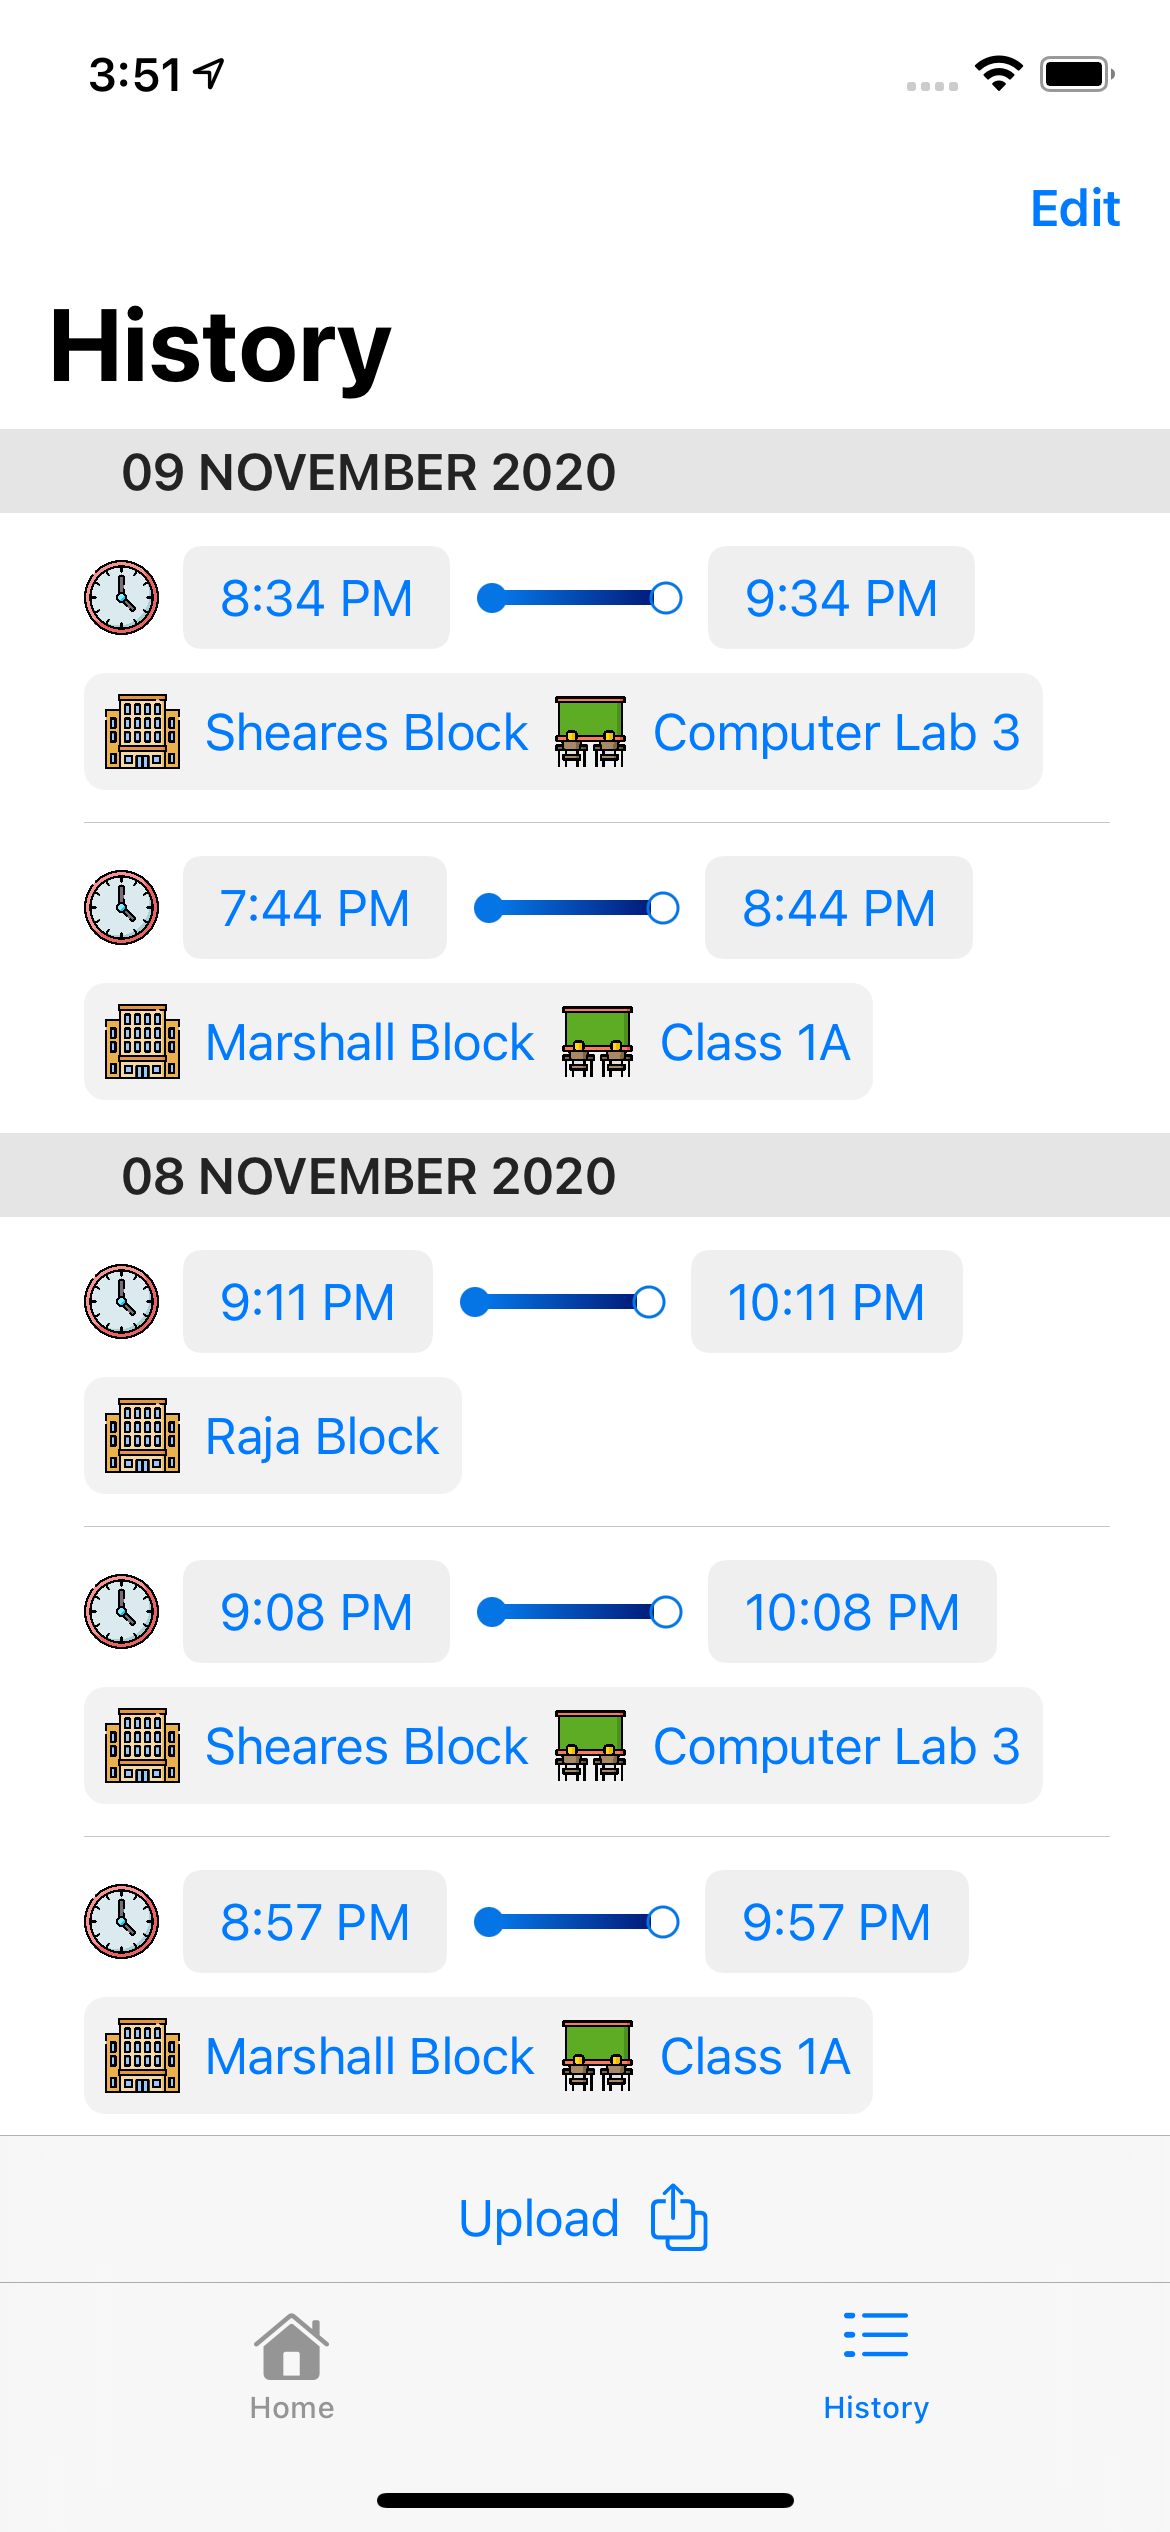 3:51
Edit
History
09 NOVEMBER 2020
8:34 PM 9:34 PM
Sheares Block Computer Lab 3
7:44 PM 8:44 PM
Marshall Block Class 1A
08 NOVEMBER 2020
9:11 PM 10:11 PM
Raja Block
9:08 PM 10:08 PM
Sheares Block Computer Lab 3
8:57 PM 9:57 PM
Marshall Block Class 1A
Upload
Home History